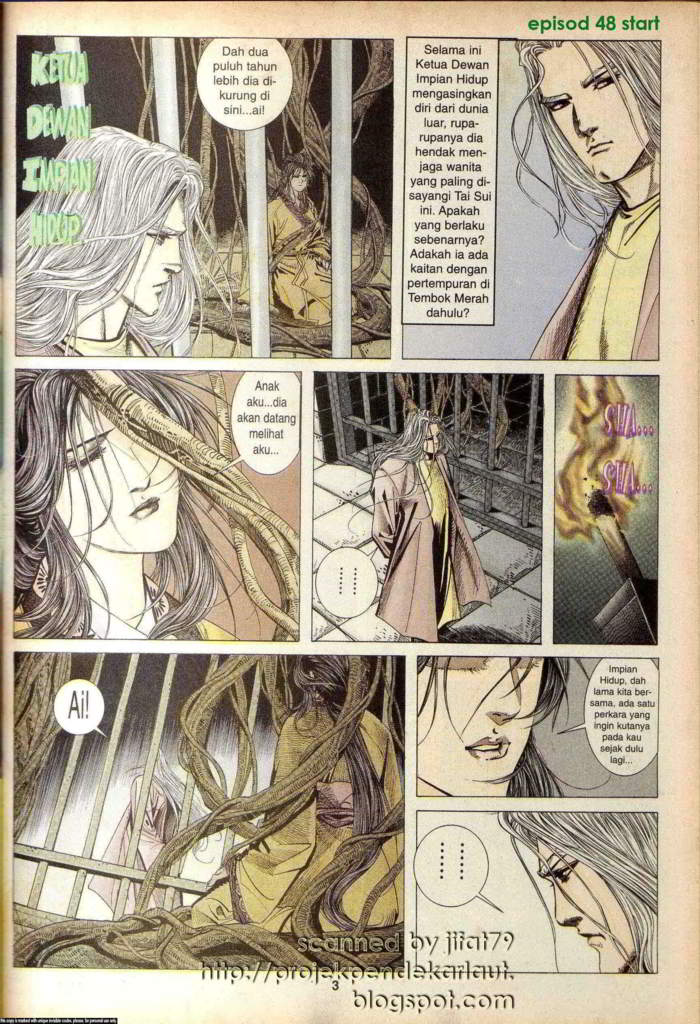 episod 48 start
KETUA
DEWAN
IMPIAN
HIDUP
Dah dua
puluh tahun
lebih dia di-
kurung di
sini...ai!
Selama ini
Ketua Dewan
Impian Hidup
mengasingkan
diri dari dunia
luar, rupa-
rupanya dia
hendak men-
jaga wanita
yang paling di-
sayangi Tai Sui
ini. Apakah
yang berlaku
sebenarnya?
Adakah ia ada
kaitan dengan
pertempuran di
Tembok Merah
dahulu?
Anak
aku...dia
akan datang
melihat
aku...
SHA...
SHA...
Ai!
Impian
Hidup, dah
lama kita ber-
sama, ada satu
perkara yang
ingin kutanya
pada kau
sejak dulu
lagi...
3
scanned by jifat79
http://projekpendekarlaut.
blogspot.com